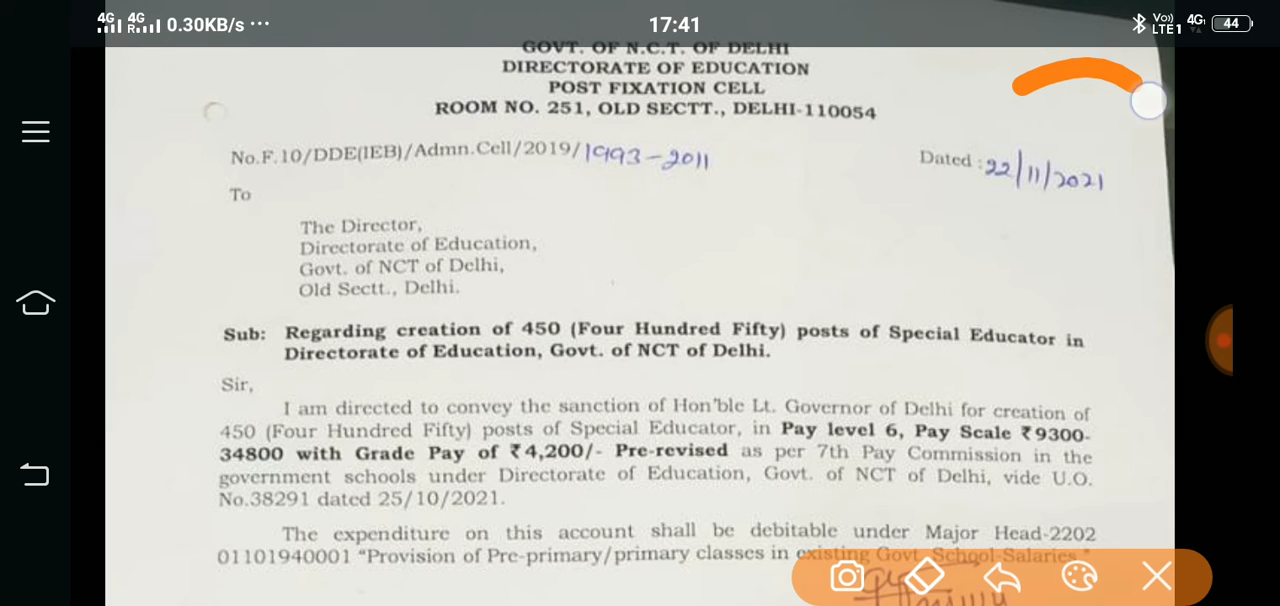 4G 4G R 0.30KB/s ··· 17:41 Vo)) LTE1 4G 44
GOVT. OF N.C.T. OF DELHI
DIRECTORATE OF EDUCATION
POST FIXATION CELL
ROOM NO. 251, OLD SECTT., DELHI-110054
No.F.10/DDE(IEB)/Admn.Cell/2019/1993-2011 Dated :22/11/2021
To
The Director,
Directorate of Education,
Govt. of NCT of Delhi,
Old Sectt., Delhi.
Sub: Regarding creation of 450 (Four Hundred Fifty) posts of Special Educator in
Directorate of Education, Govt. of NCT of Delhi.
Sir,
I am directed to convey the sanction of Hon'ble Lt. Governor of Delhi for creation of
450 (Four Hundred Fifty) posts of Special Educator, in Pay level 6, Pay Scale ₹9300-
34800 with Grade Pay of ₹4,200/- Pre-revised as per 7th Pay Commission in the
government schools under Directorate of Education, Govt. of NCT of Delhi, vide U.O.
No.38291 dated 25/10/2021.
The expenditure on this account shall be debitable under Major Head-2202
01101940001 "Provision of Pre-primary/primary classes in existing Govt. School-Salaries."